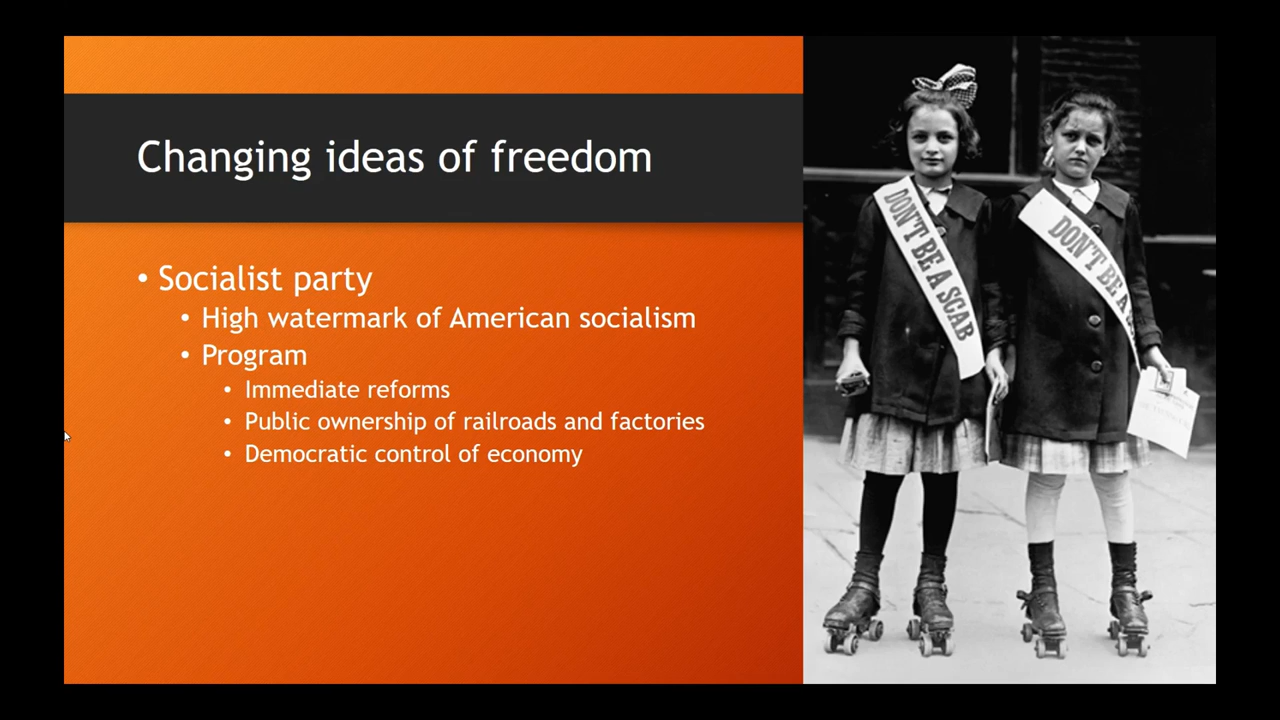 Changing ideas of freedom
• Socialist party
• High watermark of American socialism
• Program
• Immediate reforms
• Public ownership of railroads and factories
• Democratic control of economy
DON'T BE A SCAB
DON'T BE A